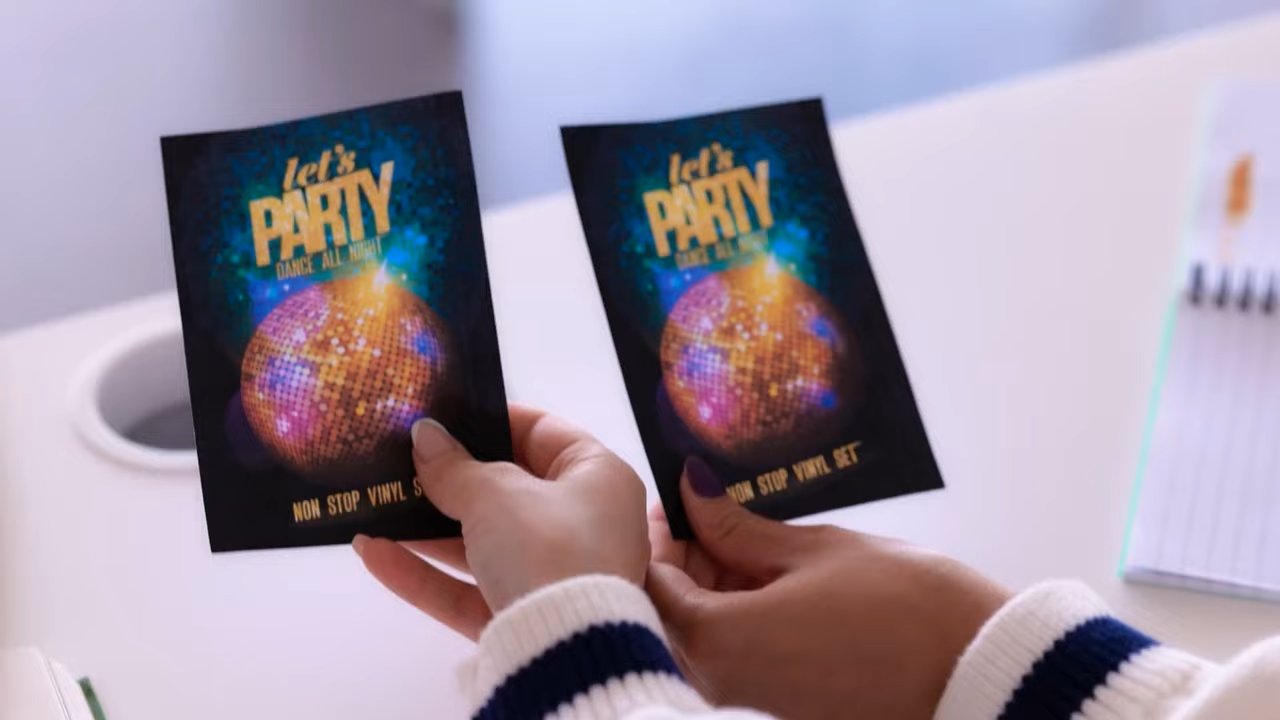 let's
PARTY
DANCE ALL NIGHT
NON STOP VINYL
let's
PARTY
DANCE ALL NIGHT
NON STOP VINYL SET